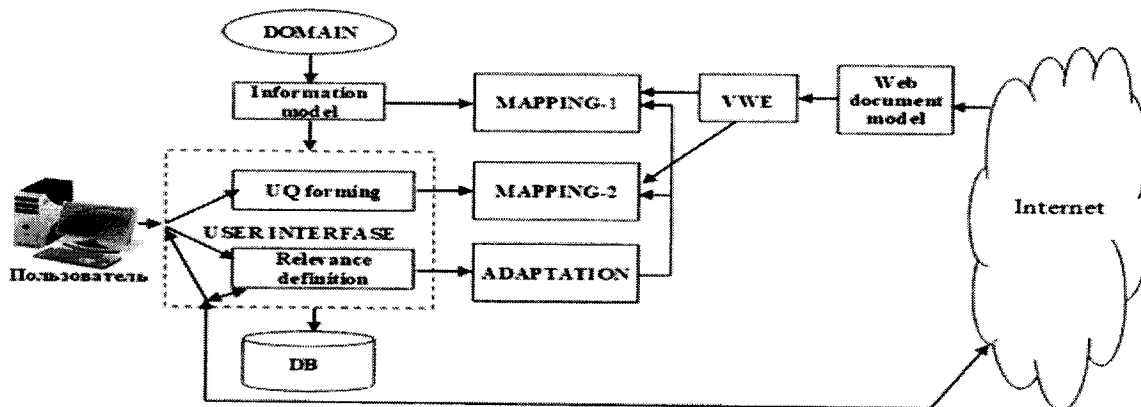 DOMAIN
Information
model
MAPPING-1
VWE
Web
document
model
UQ forming
MAPPING-2
Internet
USER INTERFASE
Пользователь
Relevance
definition
ADAPTATION
DB